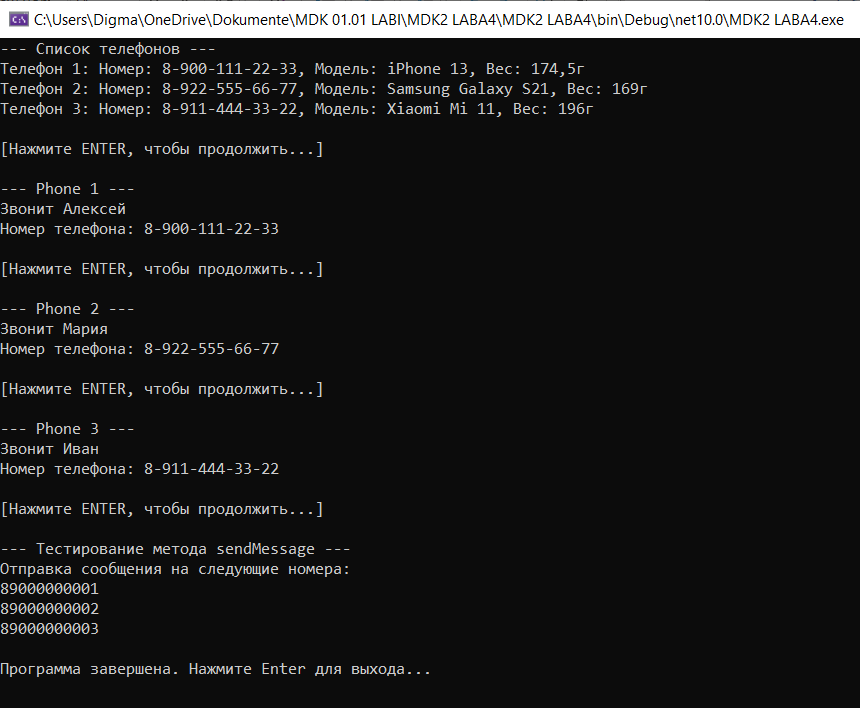 C:\Users\Digma\OneDrive\Dokumente\MDK 01.01 LABI\MDK2 LABA4\MDK2 LABA4\bin\Debug\net10.0\MDK2 LABA4.exe
--- Список телефонов ---
Телефон 1: Номер: 8-900-111-22-33, Модель: iPhone 13, Вес: 174,5г
Телефон 2: Номер: 8-922-555-66-77, Модель: Samsung Galaxy S21, Вес: 169г
Телефон 3: Номер: 8-911-444-33-22, Модель: Xiaomi Mi 11, Вес: 196г
[Нажмите ENTER, чтобы продолжить...]
--- Phone 1 ---
Звонит Алексей
Номер телефона: 8-900-111-22-33
[Нажмите ENTER, чтобы продолжить...]
--- Phone 2 ---
Звонит Мария
Номер телефона: 8-922-555-66-77
[Нажмите ENTER, чтобы продолжить...]
--- Phone 3 ---
Звонит Иван
Номер телефона: 8-911-444-33-22
[Нажмите ENTER, чтобы продолжить...]
--- Тестирование метода sendMessage ---
Отправка сообщения на следующие номера:
89000000001
89000000002
89000000003
Программа завершена. Нажмите Enter для выхода...